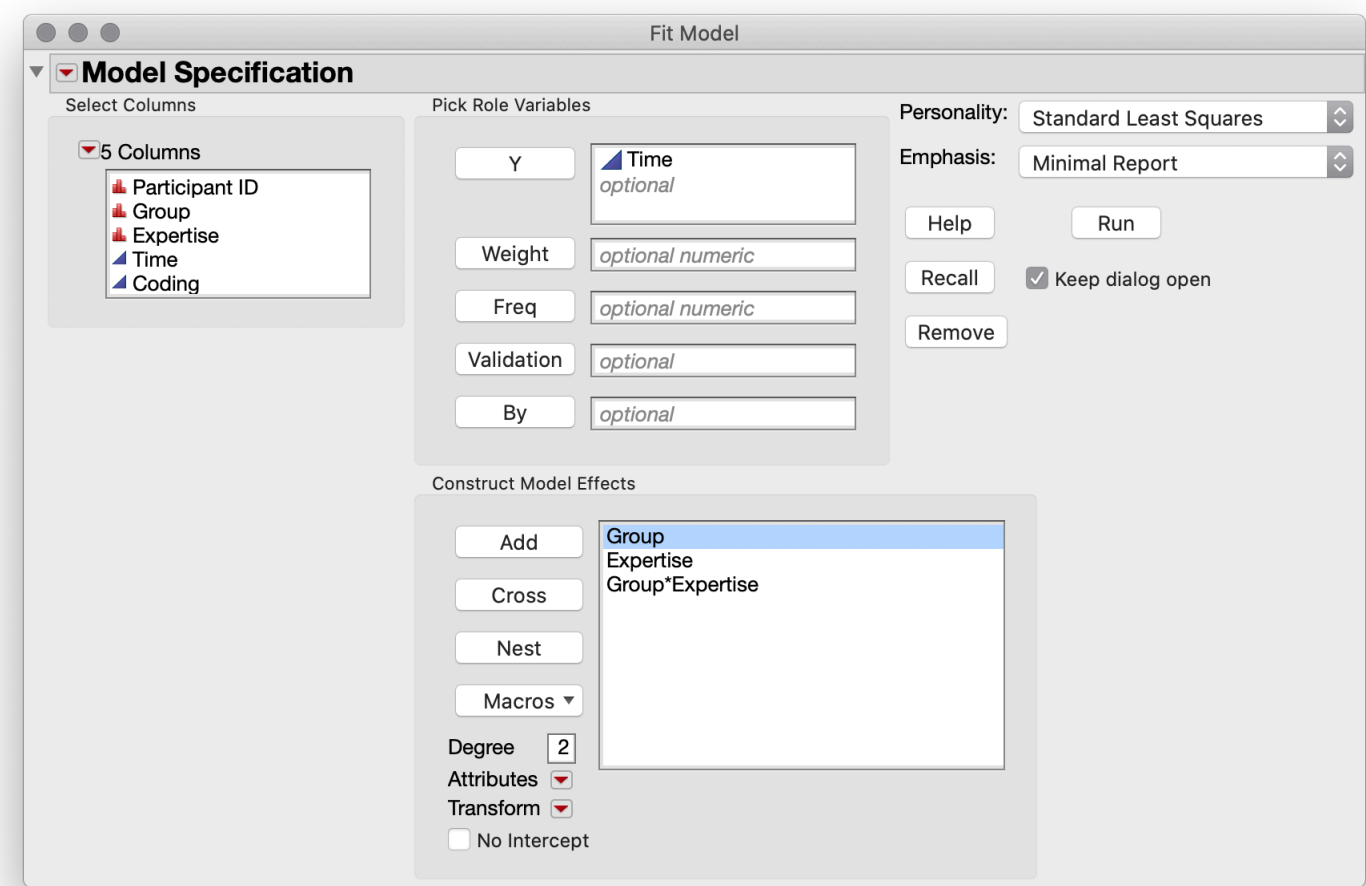 Fit Model
Model Specification
Select Columns
5 Columns
Participant ID
Group
Expertise
Time
Coding
Pick Role Variables
Y
Time
optional
Weight
optional numeric
Freq
optional numeric
Validation
optional
By
optional
Personality:
Standard Least Squares
Emphasis:
Minimal Report
Help
Run
Recall
Keep dialog open
Remove
Construct Model Effects
Add
Cross
Nest
Macros
Degree 2
Attributes
Transform
No Intercept
Group
Expertise
Group*Expertise